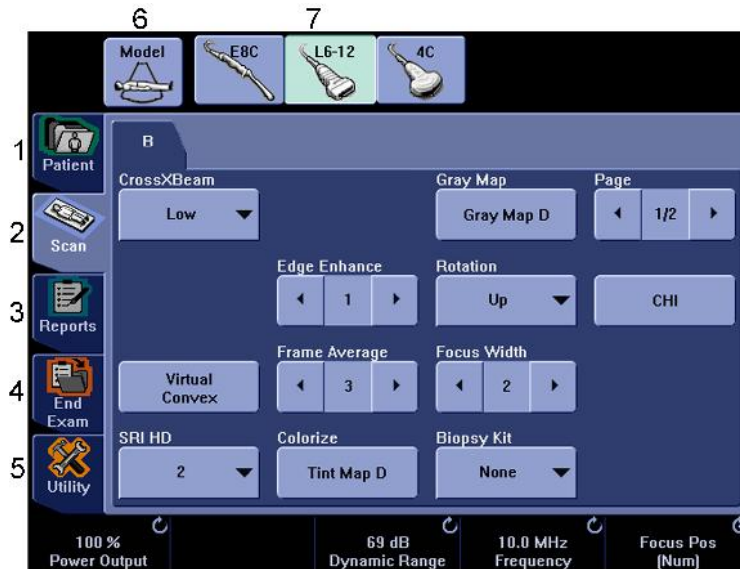 6 7
Model E8C L6-12 4C
1 Patient
2 Scan
3 Reports
4 End
Exam
5 Utility
B
CrossXBeam Gray Map Page
Low Gray Map D 1/2
Edge Enhance Rotation
1 Up CHI
Frame Average Focus Width
Virtual
Convex 3 2
SRI HD Colorize Biopsy Kit
2 Tint Map D None
100 % 69 dB 10.0 MHz Focus Pos
Power Output Dynamic Range Frequency (Num)